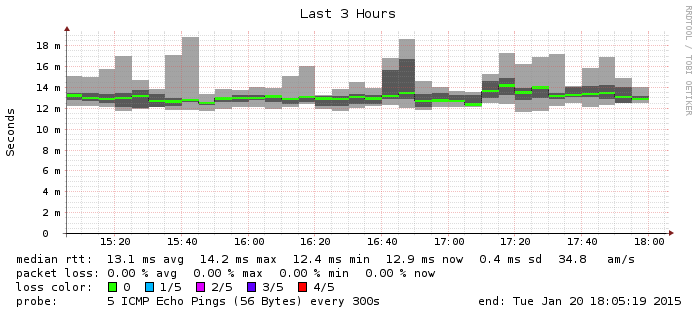 Last 3 Hours
RRDTOOL / TOBI OETIKER
Seconds
18 m
16 m
14 m
12 m
10 m
8 m
6 m
4 m
2 m
0
15:20 15:40 16:00 16:20 16:40 17:00 17:20 17:40 18:00
median rtt: 13.1 ms avg 14.2 ms max 12.4 ms min 12.9 ms now 0.4 ms sd 34.8 am/s
packet loss: 0.00 % avg 0.00 % max 0.00 % min 0.00 % now
loss color: 0 1/5 2/5 3/5 4/5
probe: 5 ICMP Echo Pings (56 Bytes) every 300s end: Tue Jan 20 18:05:19 2015